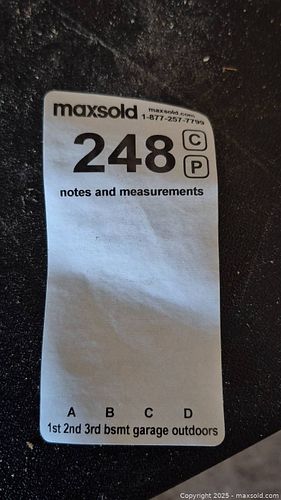 maxsold maxsold.com
1-877-257-7799
248 C
P
notes and measurements
A B C D
1st 2nd 3rd bsmt garage outdoors
Copyright 2025 - maxsold.com